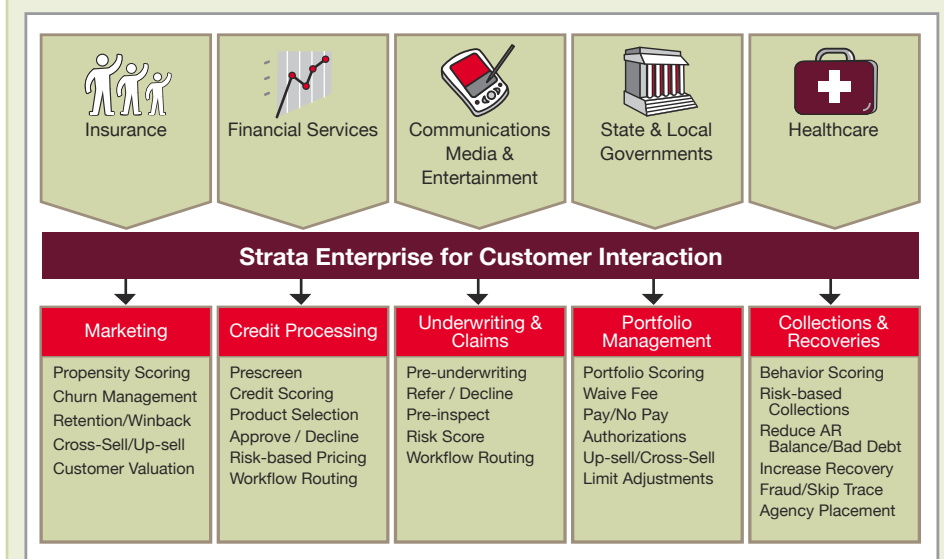 Insurance
Financial Services
Communications
Media &
Entertainment
State & Local
Governments
Healthcare
Strata Enterprise for Customer Interaction
Marketing
Propensity Scoring
Churn Management
Retention/Winback
Cross-Sell/Up-sell
Customer Valuation
Credit Processing
Prescreen
Credit Scoring
Product Selection
Approve / Decline
Risk-based Pricing
Workflow Routing
Underwriting &
Claims
Pre-underwriting
Refer / Decline
Pre-inspect
Risk Score
Workflow Routing
Portfolio
Management
Portfolio Scoring
Waive Fee
Pay/No Pay
Authorizations
Up-sell/Cross-Sell
Limit Adjustments
Collections &
Recoveries
Behavior Scoring
Risk-based
Collections
Reduce AR
Balance/Bad Debt
Increase Recovery
Fraud/Skip Trace
Agency Placement